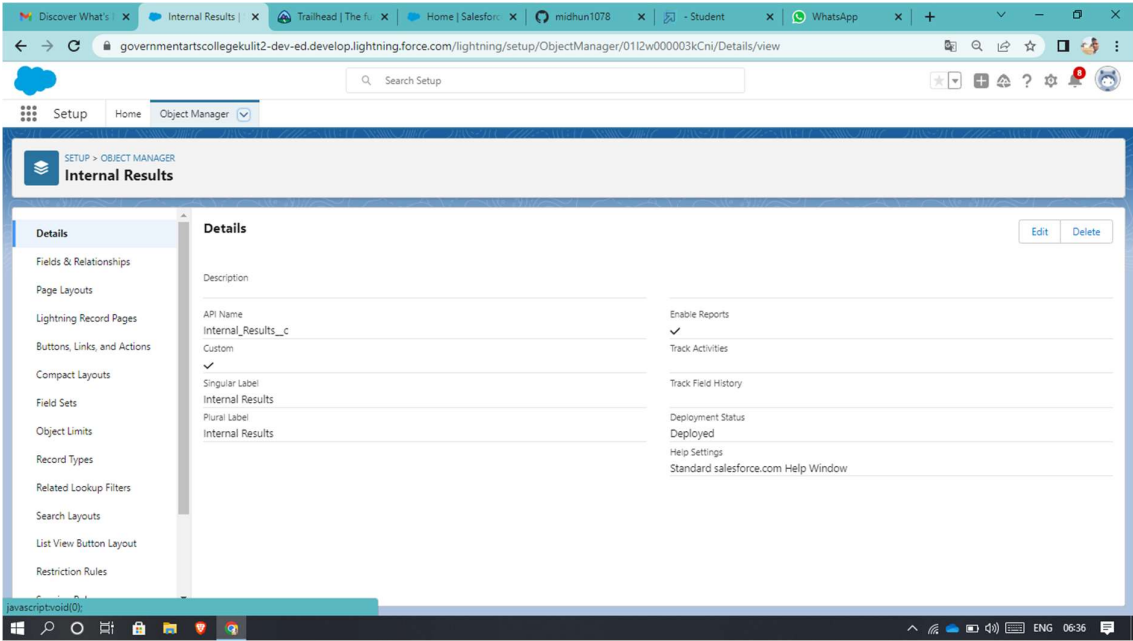 Discover What's
Internal Results |
Trailhead | The fu
Home | Salesforc
midhun1078
- Student
WhatsApp
governmentartscollegekulit2-dev-ed.develop.lightning.force.com/lightning/setup/ObjectManager/01I2w000003kCni/Details/view
Search Setup
8
Setup
Home
Object Manager
SETUP > OBJECT MANAGER
Internal Results
Details
Fields & Relationships
Page Layouts
Lightning Record Pages
Buttons, Links, and Actions
Compact Layouts
Field Sets
Object Limits
Record Types
Related Lookup Filters
Search Layouts
List View Button Layout
Restriction Rules
Details
Edit
Delete
Description
API Name
Internal_Results__c
Custom
Singular Label
Internal Results
Plural Label
Internal Results
Enable Reports
Track Activities
Track Field History
Deployment Status
Deployed
Help Settings
Standard salesforce.com Help Window
javascript:void(0);
ENG
06:36